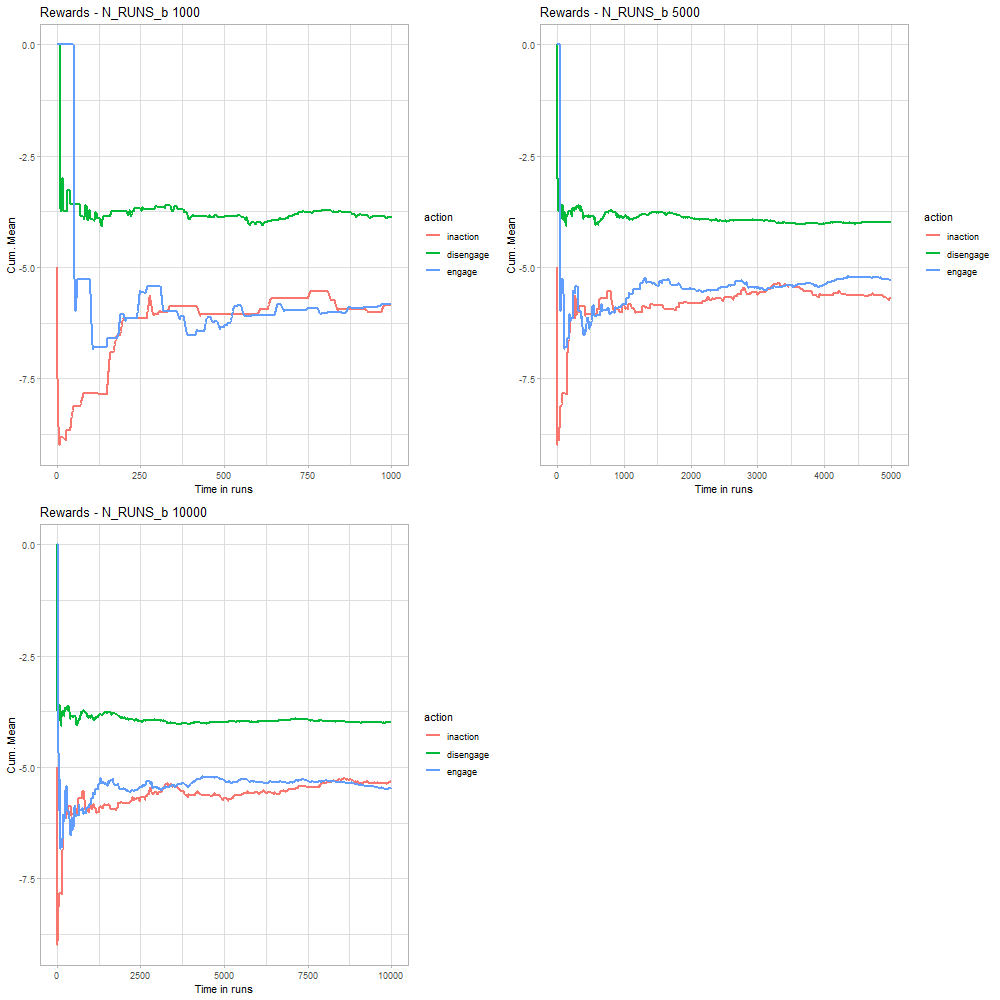 Rewards - N_RUNS_b 1000
0.0
-2.5
-5.0
-7.5
Cum. Mean
0
250
500
750
1000
Time in runs
action
inaction
disengage
engage
Rewards - N_RUNS_b 5000
0.0
-2.5
-5.0
-7.5
Cum. Mean
0
1000
2000
3000
4000
5000
Time in runs
action
inaction
disengage
engage
Rewards - N_RUNS_b 10000
0.0
-2.5
-5.0
-7.5
Cum. Mean
0
2500
5000
7500
10000
Time in runs
action
inaction
disengage
engage